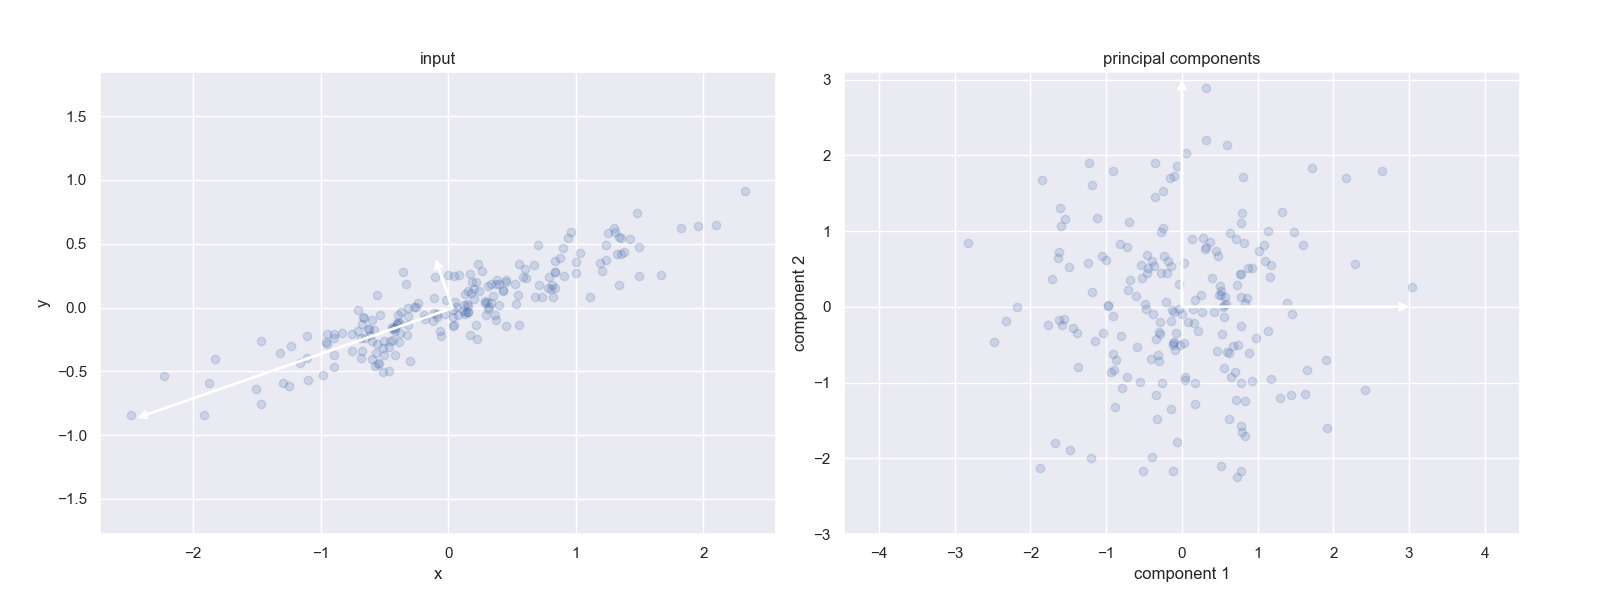 input
1.5
1.0
0.5
0.0
−0.5
−1.0
−1.5
y
−2 −1 0 1 2
x
principal components
3
2
1
0
−1
−2
−3
component 2
−4 −3 −2 −1 0 1 2 3 4
component 1